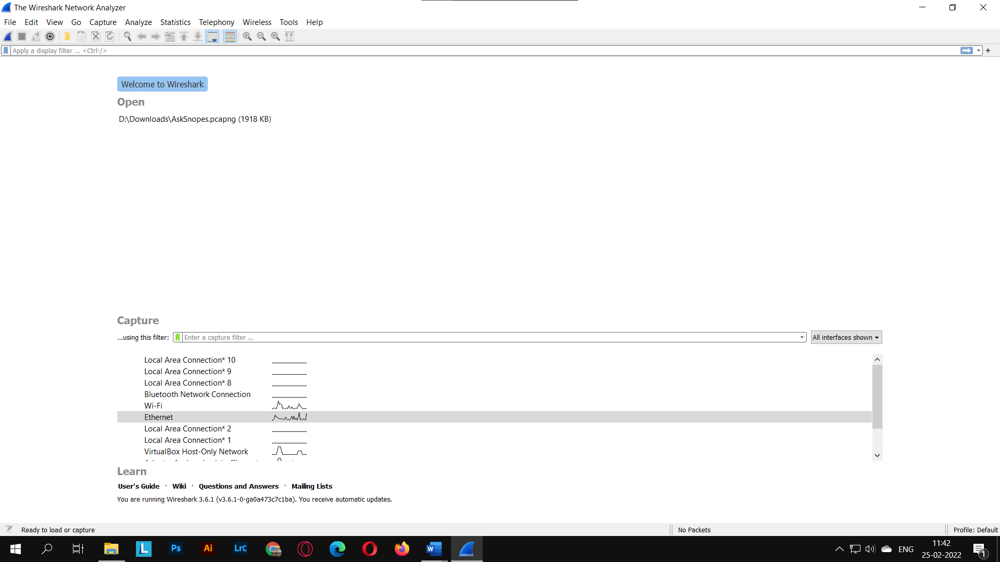 The Wireshark Network Analyzer
File Edit View Go Capture Analyze Statistics Telephony Wireless Tools Help
Apply a display filter ... <Ctrl-/>
Welcome to Wireshark
Open
D:\Downloads\AskSnopes.pcapng (1918 KB)
Capture
...using this filter: Enter a capture filter ... All interfaces shown
Local Area Connection* 10
Local Area Connection* 9
Local Area Connection* 8
Bluetooth Network Connection
Wi-Fi
Ethernet
Local Area Connection* 2
Local Area Connection* 1
VirtualBox Host-Only Network
Learn
User's Guide · Wiki · Questions and Answers · Mailing Lists
You are running Wireshark 3.6.1 (v3.6.1-0-ga0a473c7c1ba). You receive automatic updates.
Ready to load or capture No Packets Profile: Default
L Ps Ai LrC W ENG 11:42
25-02-2022 1